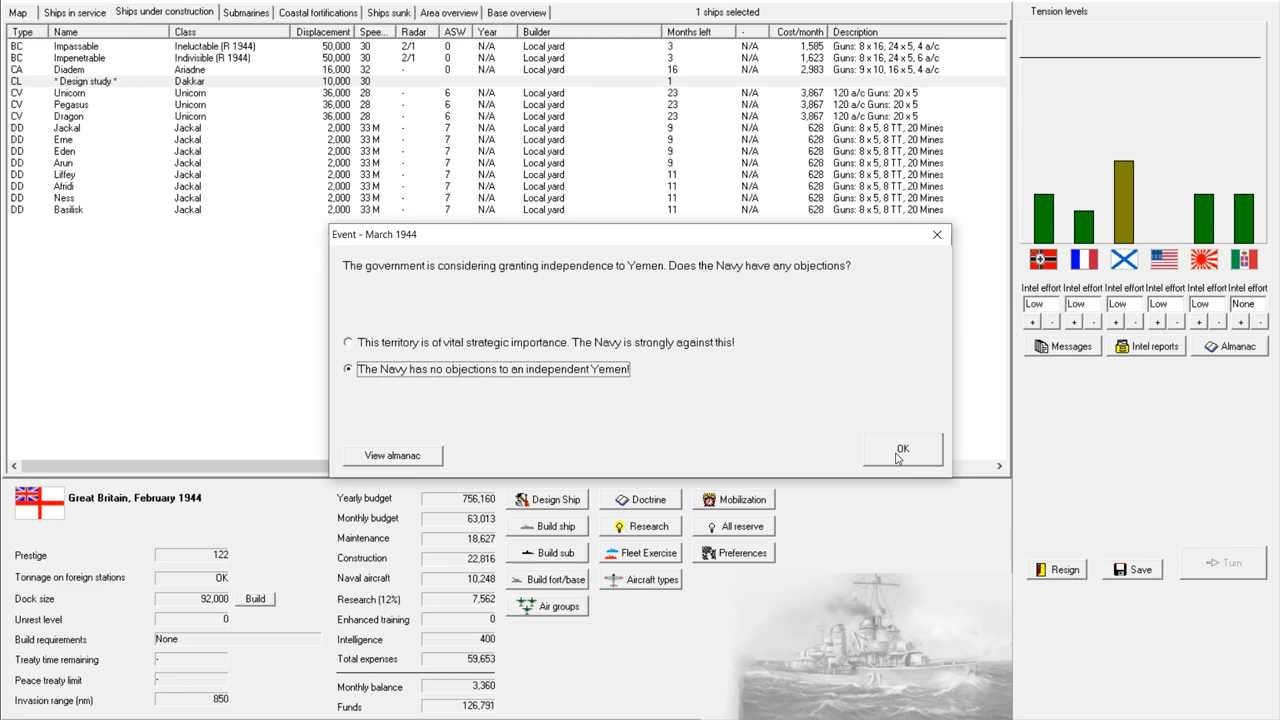 Map Ships in service Ships under construction Submarines Coastal fortifications Ships sunk Area overview Base overview 1 ships selected Tension levels
Type Name Class Displacement Spee... Radar ASW Year Builder Months left - Cost/month Description
BC Impassable Ineluctable (R 1944) 50,000 30 2/1 0 N/A Local yard 3 N/A 1,585 Guns: 8 x 16, 24 x 5, 4 a/c
BC Impenetrable Indivisible (R 1944) 50,000 30 2/1 0 N/A Local yard 3 N/A 1,623 Guns: 8 x 16, 24 x 5, 6 a/c
CA Diadem Ariadne 16,000 32 - 0 N/A Local yard 16 N/A 2,983 Guns: 9 x 10, 16 x 5, 4 a/c
CL * Design study * Dakkar 10,000 30 1
CV Unicorn Unicorn 36,000 28 - 6 N/A Local yard 23 N/A 3,867 120 a/c Guns: 20 x 5
CV Pegasus Unicorn 36,000 28 - 6 N/A Local yard 23 N/A 3,867 120 a/c Guns: 20 x 5
CV Dragon Unicorn 36,000 28 - 6 N/A Local yard 23 N/A 3,867 120 a/c Guns: 20 x 5
DD Jackal Jackal 2,000 33 M - 7 N/A Local yard 9 N/A 628 Guns: 8 x 5, 8 TT, 20 Mines
DD Erne Jackal 2,000 33 M - 7 N/A Local yard 9 N/A 628 Guns: 8 x 5, 8 TT, 20 Mines
DD Eden Jackal 2,000 33 M - 7 N/A Local yard 9 N/A 628 Guns: 8 x 5, 8 TT, 20 Mines
DD Arun Jackal 2,000 33 M - 7 N/A Local yard 9 N/A 628 Guns: 8 x 5, 8 TT, 20 Mines
DD Liffey Jackal 2,000 33 M - 7 N/A Local yard 11 N/A 628 Guns: 8 x 5, 8 TT, 20 Mines
DD Afridi Jackal 2,000 33 M - 7 N/A Local yard 11 N/A 628 Guns: 8 x 5, 8 TT, 20 Mines
DD Ness Jackal 2,000 33 M - 7 N/A Local yard 11 N/A 628 Guns: 8 x 5, 8 TT, 20 Mines
DD Basilisk Jackal 2,000 33 M - 7 N/A Local yard 11 N/A 628 Guns: 8 x 5, 8 TT, 20 Mines
Event - March 1944
The government is considering granting independence to Yemen. Does the Navy have any objections?
This territory is of vital strategic importance. The Navy is strongly against this!
The Navy has no objections to an independent Yemen!
View almanac OK
Intel effort Intel effort Intel effort Intel effort Intel effort Intel effort
Low Low Low Low Low None
+ - + - + - + - + - + -
Messages Intel reports Almanac
Great Britain, February 1944
Prestige 122
Tonnage on foreign stations OK
Dock size 92,000 Build
Unrest level 0
Build requirements None
Treaty time remaining -
Peace treaty limit -
Invasion range (nm) 850
Yearly budget 756,160
Monthly budget 63,013
Maintenance 18,627
Construction 22,816
Naval aircraft 10,248
Research (12%) 7,562
Enhanced training 0
Intelligence 400
Total expenses 59,653
Monthly balance 3,360
Funds 126,791
Design Ship Doctrine Mobilization
Build ship Research All reserve
Build sub Fleet Exercise Preferences
Build fort/base Aircraft types
Air groups
Resign Save Turn